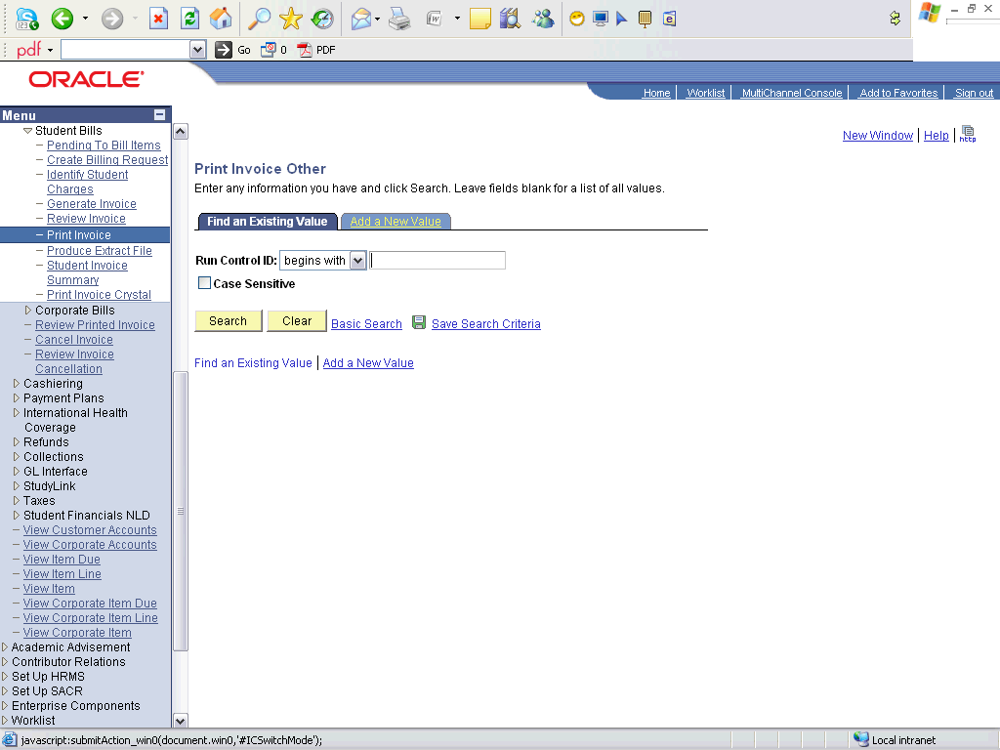 pdf Go 0 PDF
ORACLE
Home Worklist MultiChannel Console Add to Favorites Sign out
Menu
Student Bills
Pending To Bill Items
Create Billing Request
Identify Student
Charges
Generate Invoice
Review Invoice
Print Invoice
Produce Extract File
Student Invoice
Summary
Print Invoice Crystal
Corporate Bills
Review Printed Invoice
Cancel Invoice
Review Invoice
Cancellation
Cashiering
Payment Plans
International Health
Coverage
Refunds
Collections
GL Interface
StudyLink
Taxes
Student Financials NLD
View Customer Accounts
View Corporate Accounts
View Item Due
View Item Line
View Item
View Corporate Item Due
View Corporate Item Line
View Corporate Item
Academic Advisement
Contributor Relations
Set Up HRMS
Set Up SACR
Enterprise Components
Worklist
New Window Help http
Print Invoice Other
Enter any information you have and click Search. Leave fields blank for a list of all values.
Find an Existing Value Add a New Value
Run Control ID: begins with
Case Sensitive
Search Clear Basic Search Save Search Criteria
Find an Existing Value Add a New Value
javascript:submitAction_win0(document.win0,'#ICSwitchMode'); Local intranet